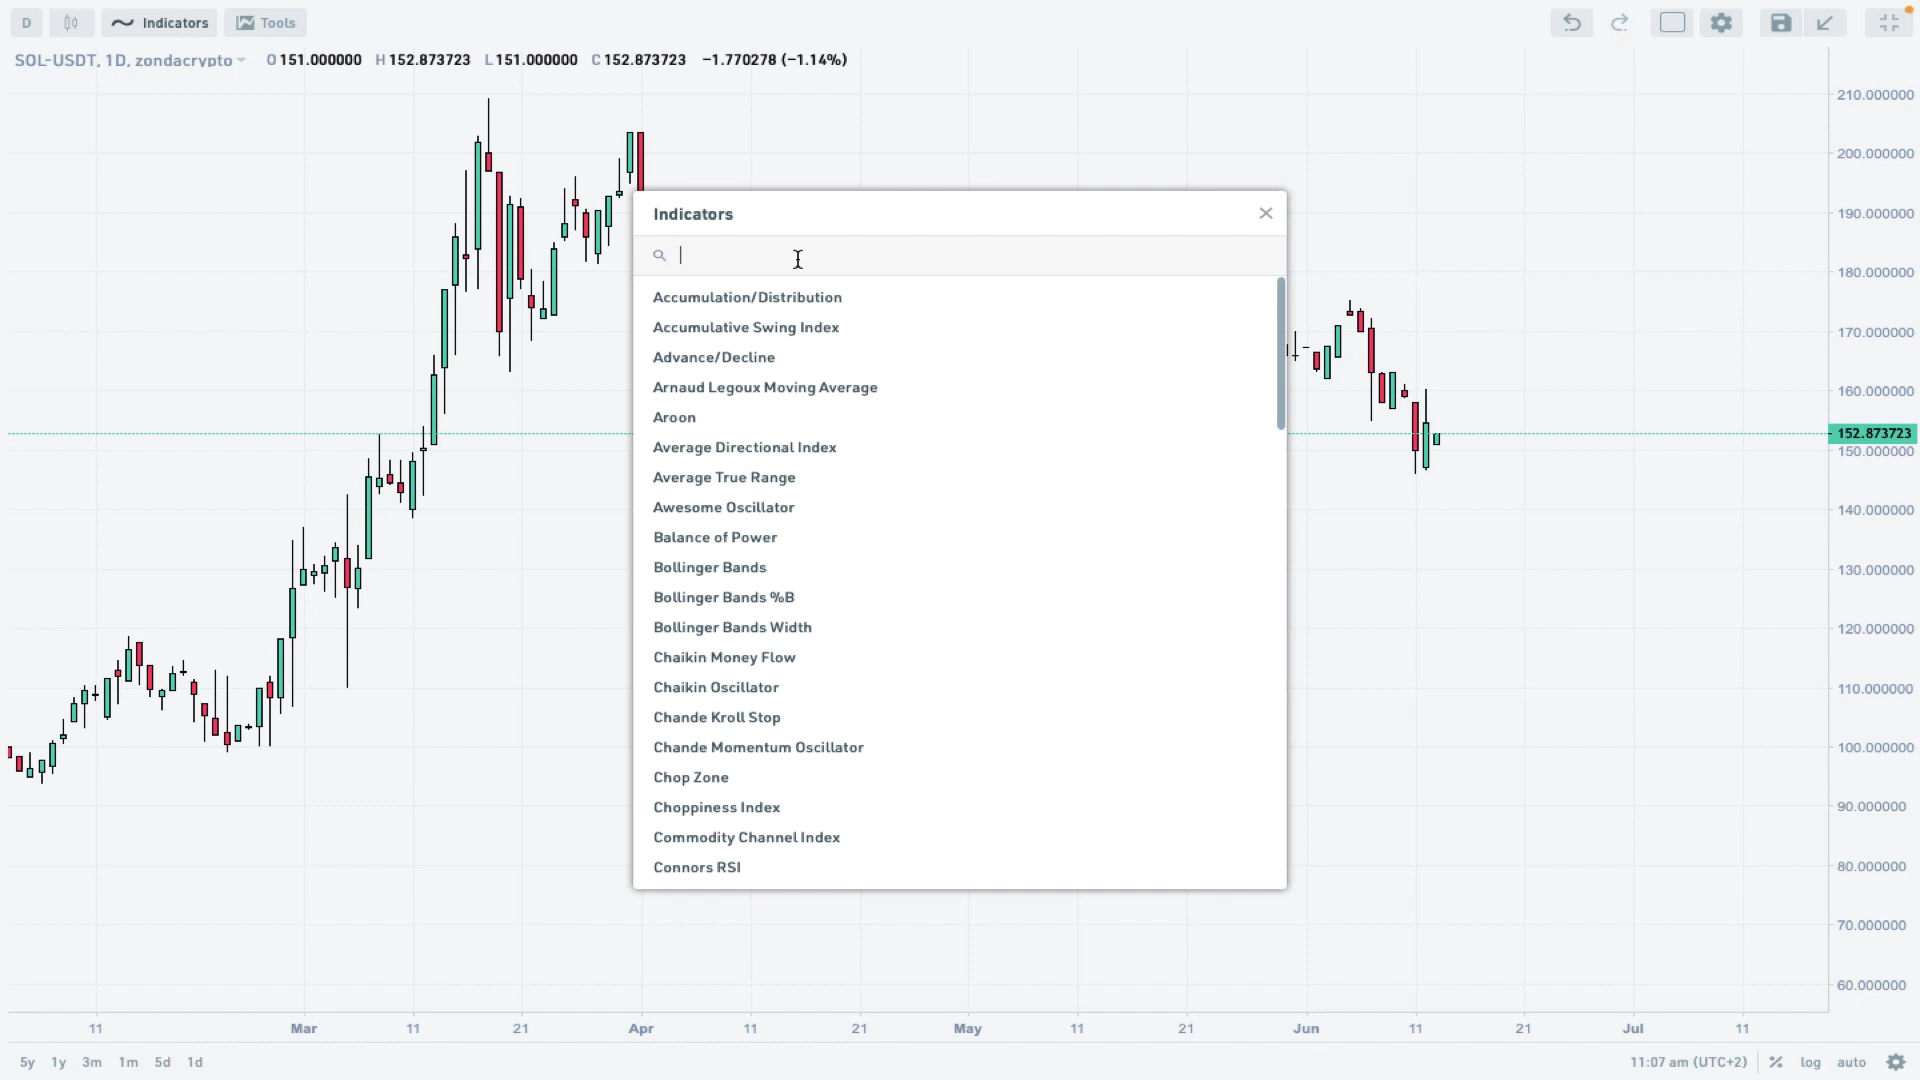 D Indicators Tools
SOL-USDT, 1D, zondacrypto O 151.000000 H 152.873723 L 151.000000 C 152.873723 −1.770278 (−1.14%)
210.000000
200.000000
190.000000
180.000000
170.000000
160.000000
152.873723
150.000000
140.000000
130.000000
120.000000
110.000000
100.000000
90.000000
80.000000
70.000000
60.000000
Indicators
Accumulation/Distribution
Accumulative Swing Index
Advance/Decline
Arnaud Legoux Moving Average
Aroon
Average Directional Index
Average True Range
Awesome Oscillator
Balance of Power
Bollinger Bands
Bollinger Bands %B
Bollinger Bands Width
Chaikin Money Flow
Chaikin Oscillator
Chande Kroll Stop
Chande Momentum Oscillator
Chop Zone
Choppiness Index
Commodity Channel Index
Connors RSI
11 Mar 11 21 Apr 11 21 May 11 21 Jun 11 21 Jul 11
5y 1y 3m 1m 5d 1d 11:07 am (UTC+2) % log auto